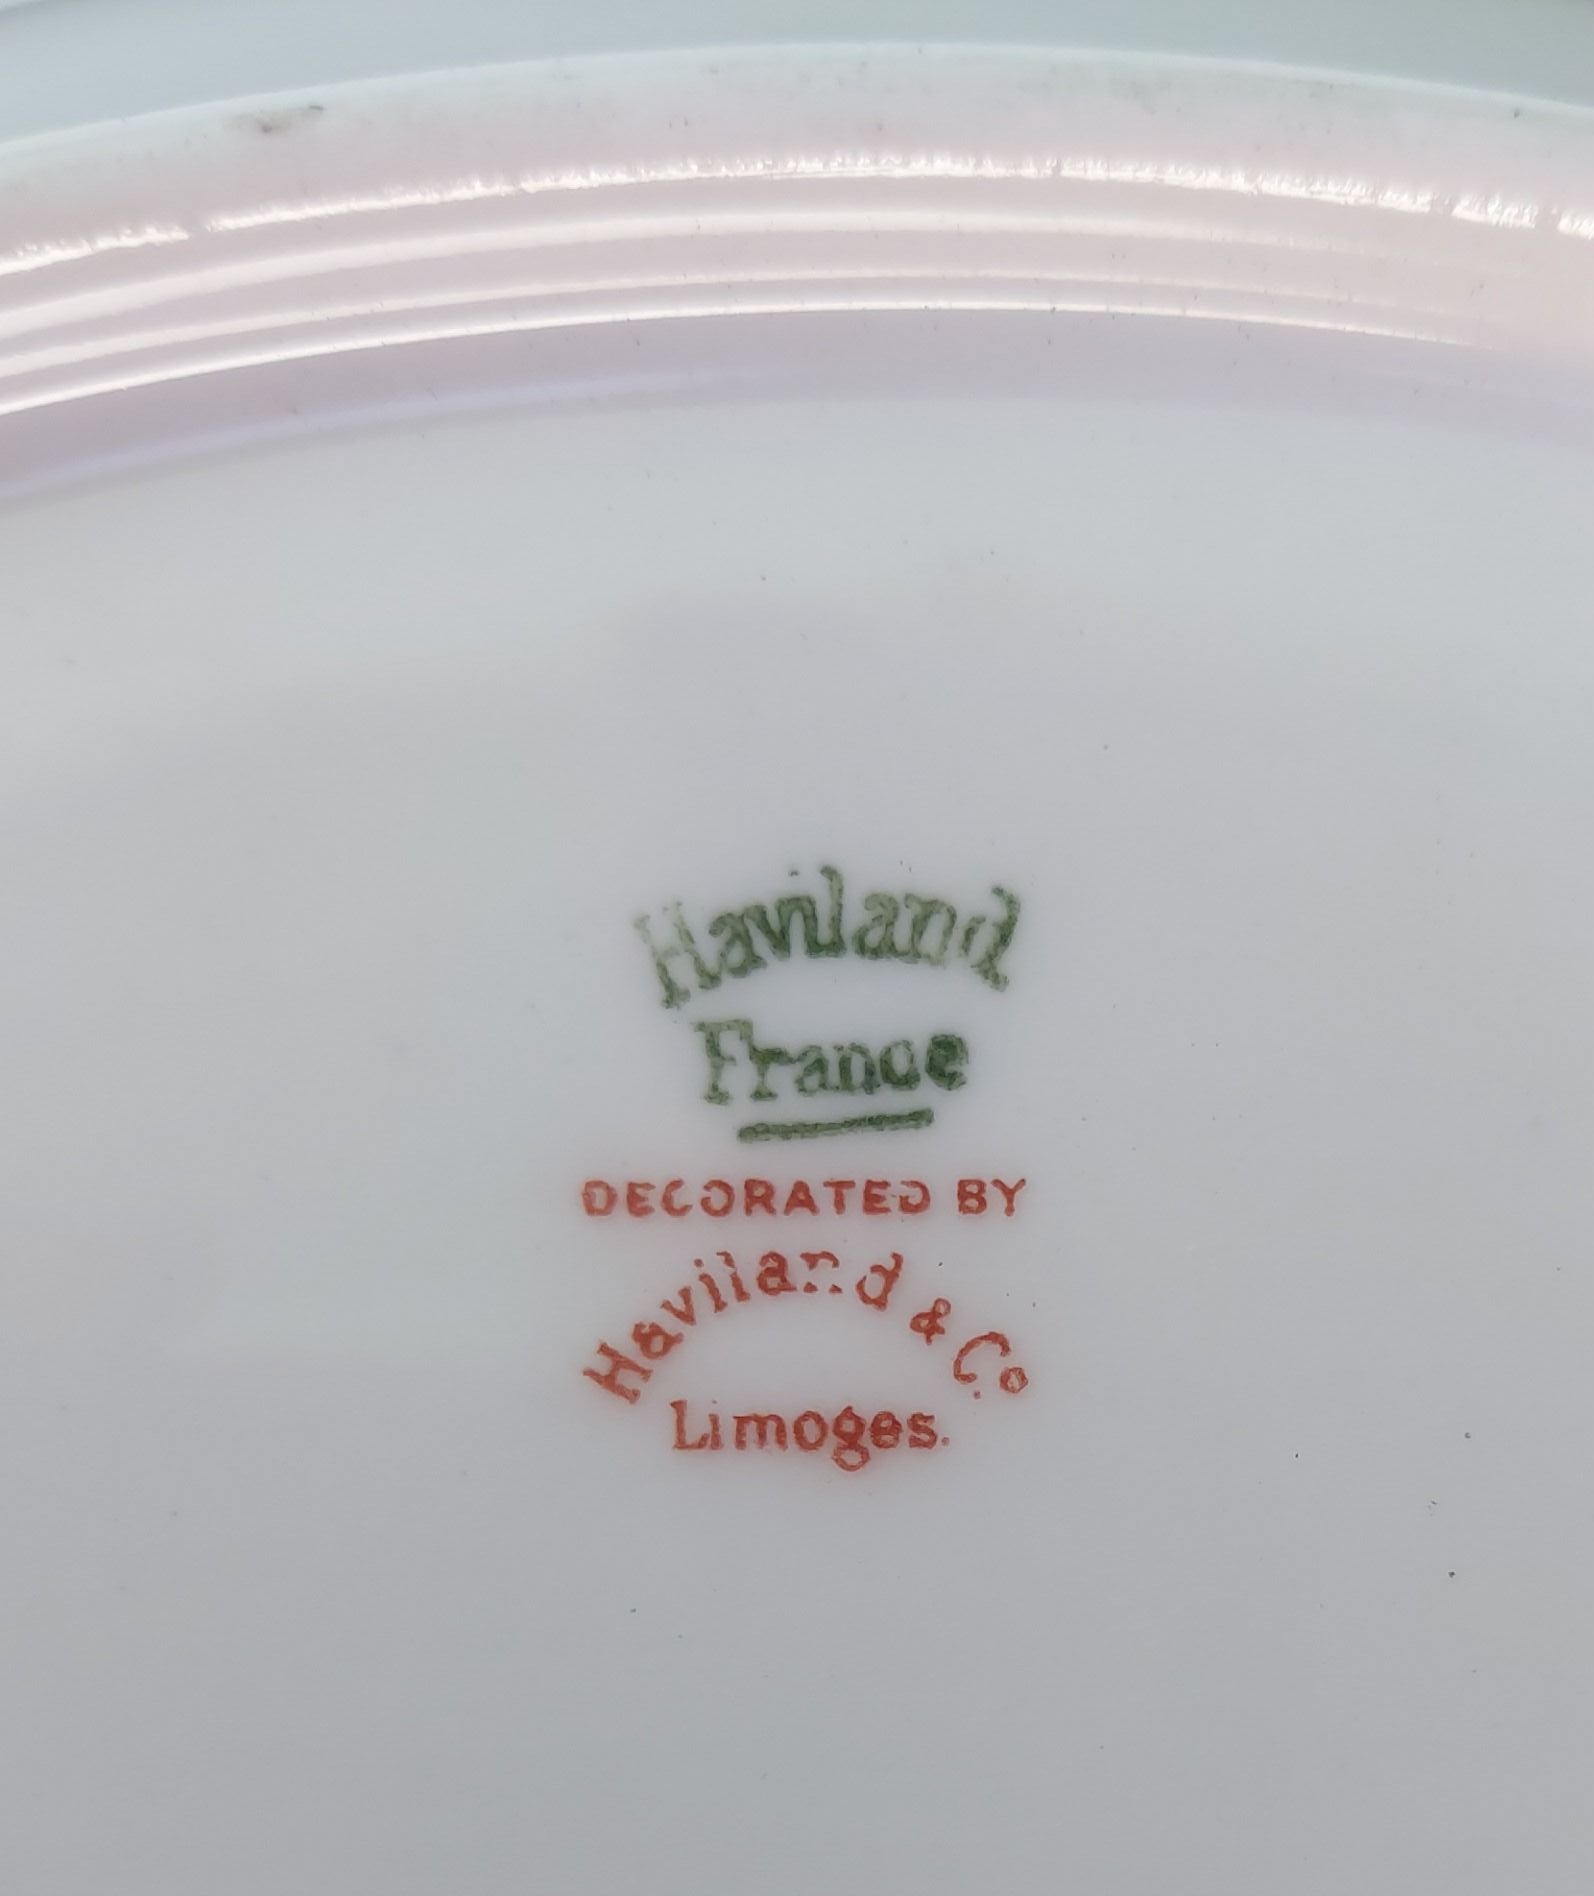 Haviland
France
DECORATED BY
Haviland & Co
Limoges.